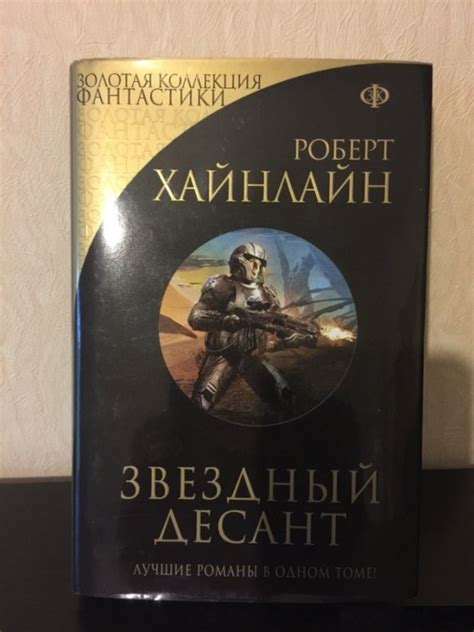 ЗОЛОТАЯ КОЛЛЕКЦИЯ
ФАНТАСТИКИ
РОБЕРТ
ХАЙНЛАЙН
ЗВЕЗДНЫЙ
ДЕСАНТ
ЛУЧШИЕ РОМАНЫ В ОДНОМ ТОМЕ!